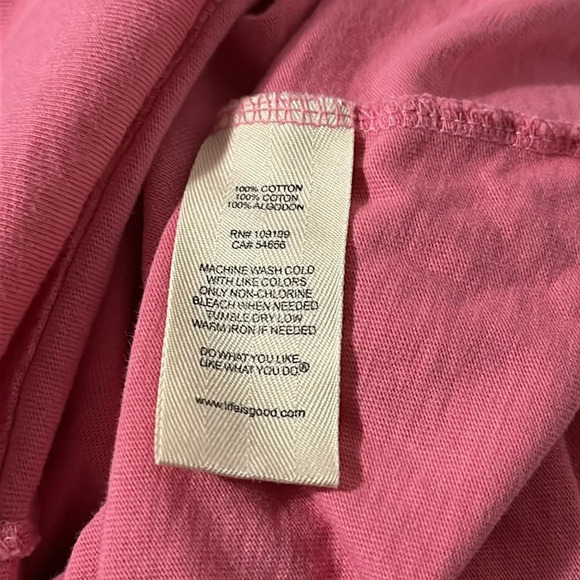 100% COTTON
100% COTON
100% ALGODON
RN# 109199
CA# 54656
MACHINE WASH COLD
WITH LIKE COLORS
ONLY NON-CHLORINE
BLEACH WHEN NEEDED
TUMBLE DRY LOW
WARM IRON IF NEEDED
DO WHAT YOU LIKE.
LIKE WHAT YOU DO®
www.lifeisgood.com